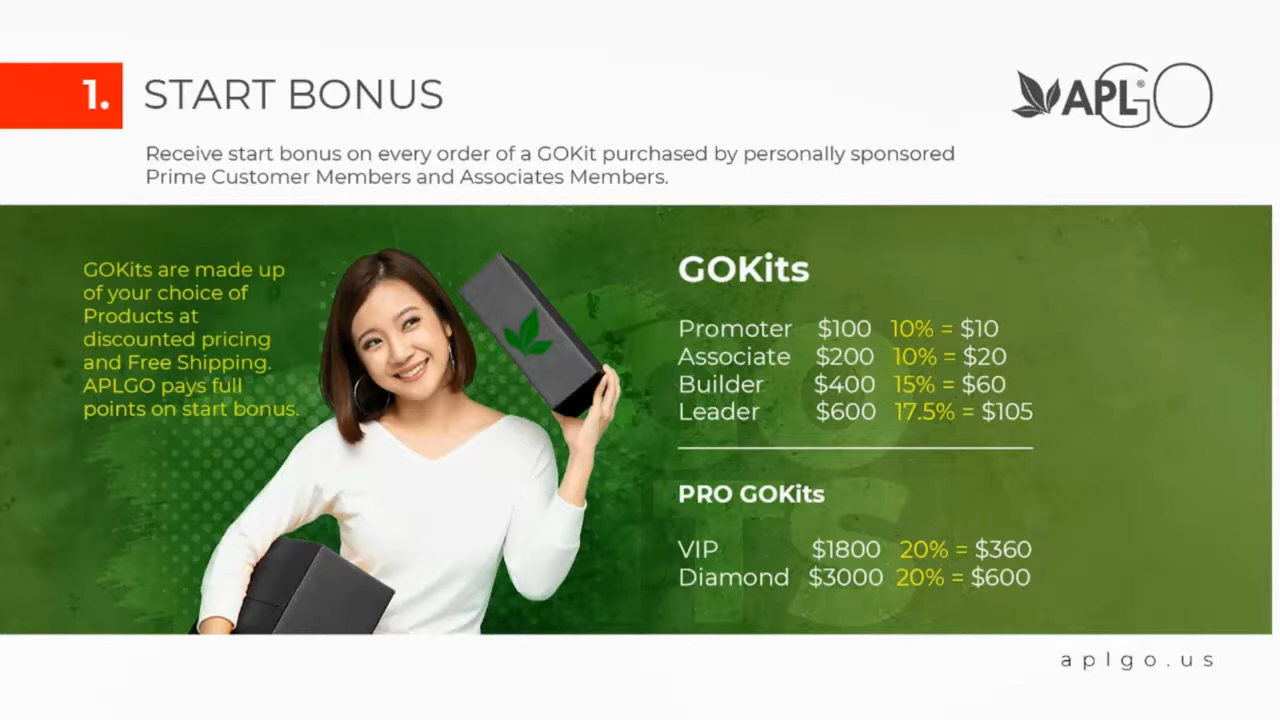 1. START BONUS
APLGO®
Receive start bonus on every order of a GOKit purchased by personally sponsored
Prime Customer Members and Associates Members.
GOKits are made up
of your choice of
Products at
discounted pricing
and Free Shipping.
APLGO pays full
points on start bonus.
GOKits
Promoter $100 10% = $10
Associate $200 10% = $20
Builder $400 15% = $60
Leader $600 17.5% = $105
PRO GOKits
VIP $1800 20% = $360
Diamond $3000 20% = $600
aplgo.us